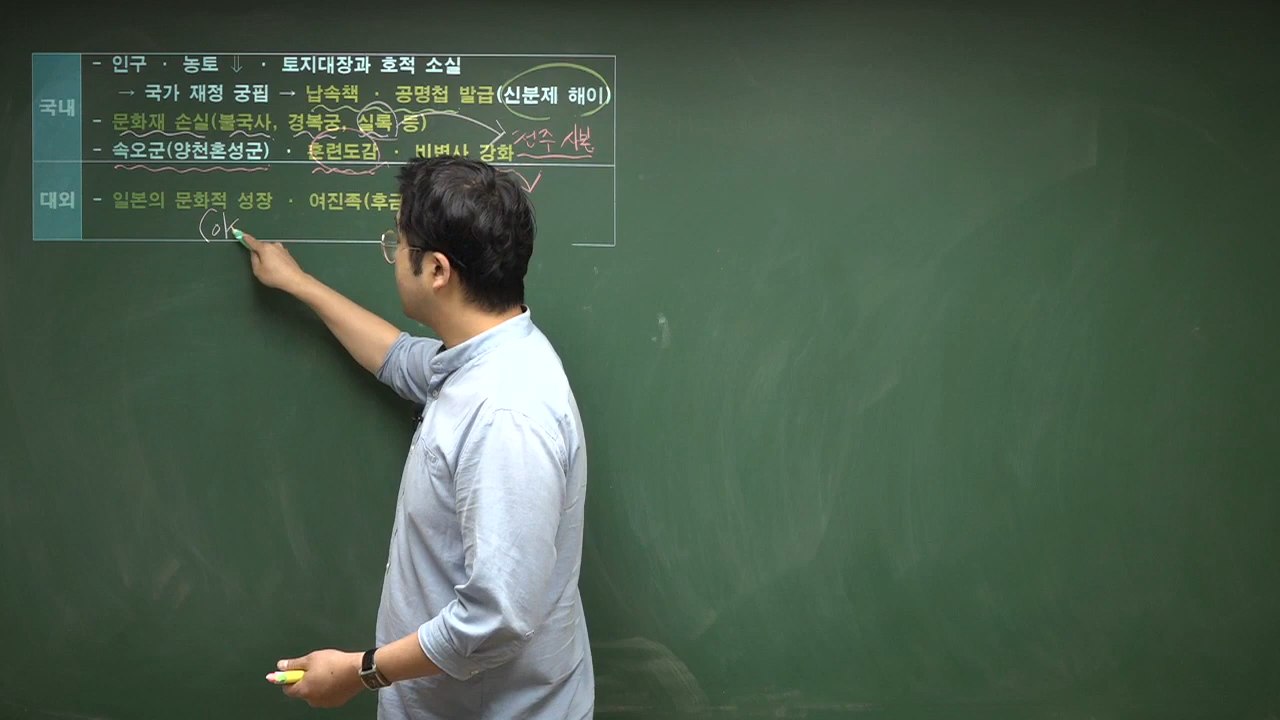 국내
- 인구 · 농토 ⇩ · 토지대장과 호적 소실
→ 국가 재정 궁핍 → 납속책 · 공명첩 발급(신분제 해이)
- 문화재 손실(불국사, 경복궁, 실록 등)
전주 사본
- 속오군(양천혼성군) · 훈련도감 · 비변사 강화
대외
- 일본의 문화적 성장 · 여진족(후금